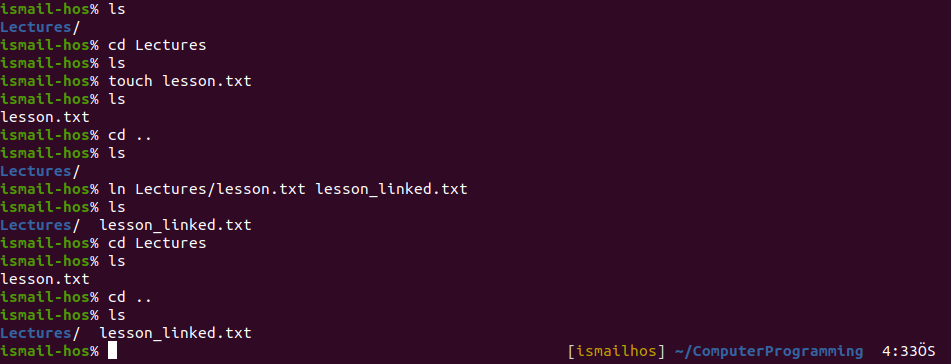 ismail-hos% ls
Lectures/
ismail-hos% cd Lectures
ismail-hos% ls
ismail-hos% touch lesson.txt
ismail-hos% ls
lesson.txt
ismail-hos% cd ..
ismail-hos% ls
Lectures/
ismail-hos% ln Lectures/lesson.txt lesson_linked.txt
ismail-hos% ls
Lectures/  lesson_linked.txt
ismail-hos% cd Lectures
ismail-hos% ls
lesson.txt
ismail-hos% cd ..
ismail-hos% ls
Lectures/  lesson_linked.txt
ismail-hos% [ismailhos] ~/ComputerProgramming  4:33ÖS